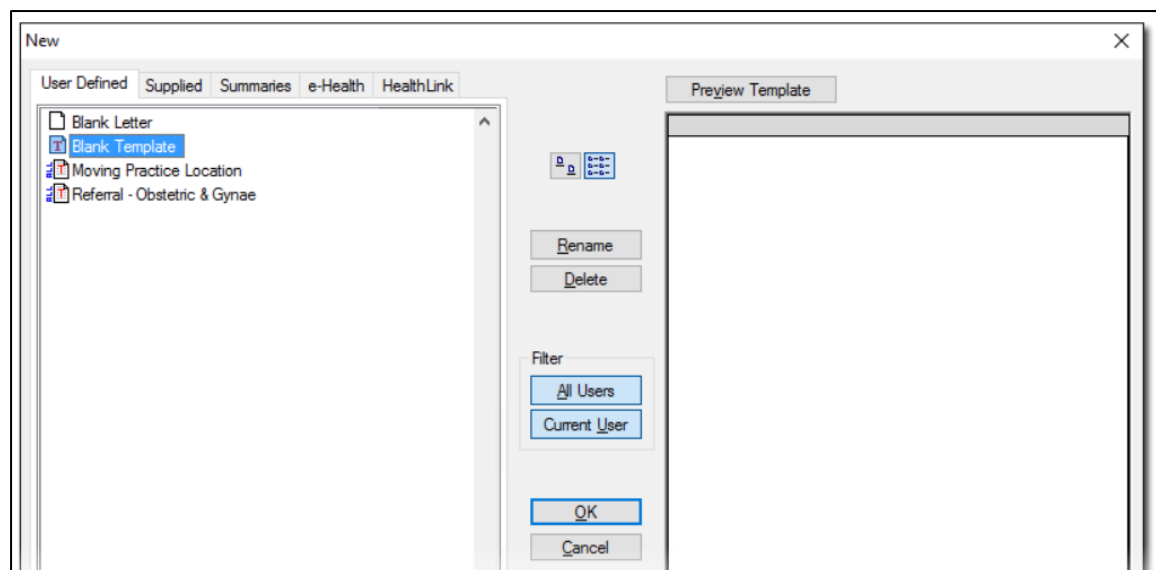 New
User Defined Supplied Summaries e-Health HealthLink
Preview Template
Blank Letter
Blank Template
Moving Practice Location
Referral - Obstetric & Gynae
Rename
Delete
Filter
All Users
Current User
OK
Cancel